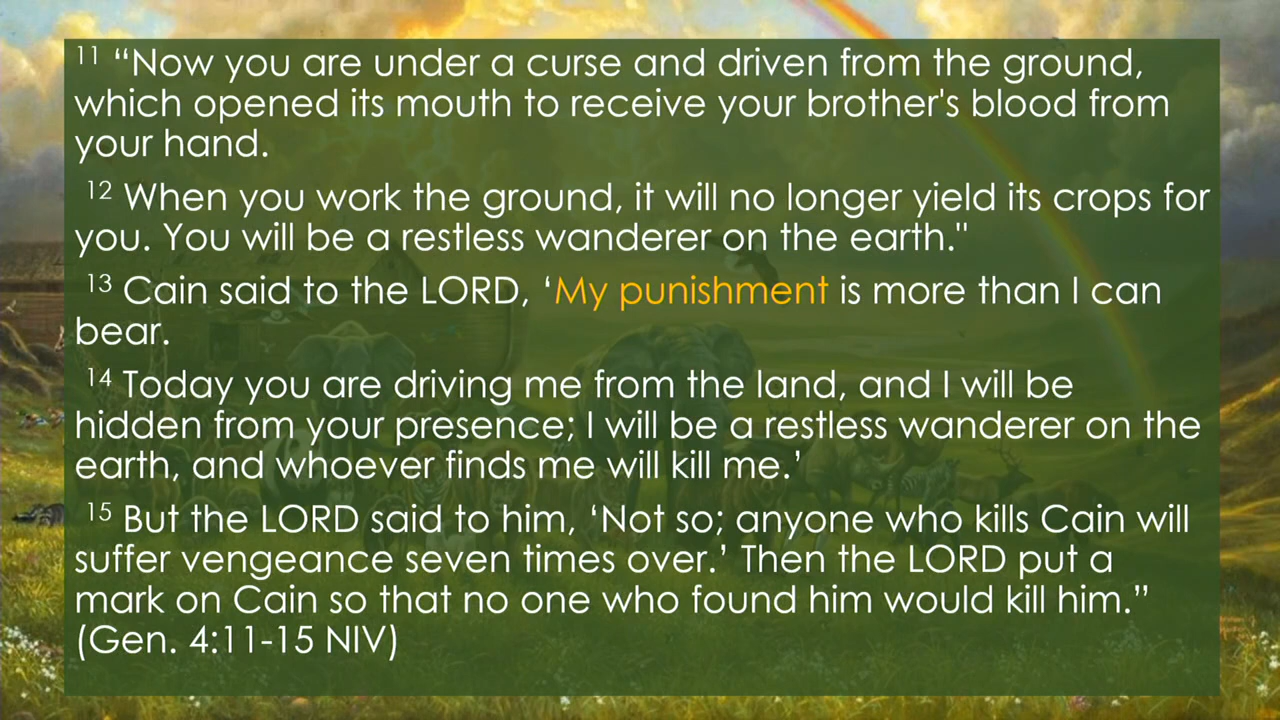 11 “Now you are under a curse and driven from the ground,
which opened its mouth to receive your brother's blood from
your hand.
12 When you work the ground, it will no longer yield its crops for
you. You will be a restless wanderer on the earth."
13 Cain said to the LORD, ‘My punishment is more than I can
bear.
14 Today you are driving me from the land, and I will be
hidden from your presence; I will be a restless wanderer on the
earth, and whoever finds me will kill me.’
15 But the LORD said to him, ‘Not so; anyone who kills Cain will
suffer vengeance seven times over.’ Then the LORD put a
mark on Cain so that no one who found him would kill him.”
(Gen. 4:11-15 NIV)